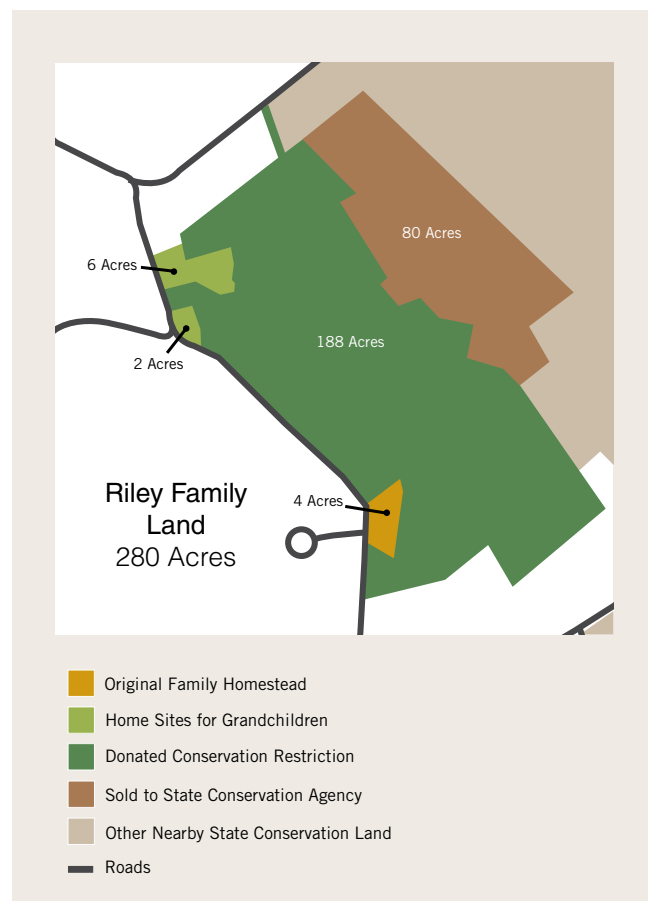 80 Acres
6 Acres
188 Acres
2 Acres
4 Acres
Riley Family
Land
280 Acres
Original Family Homestead
Home Sites for Grandchildren
Donated Conservation Restriction
Sold to State Conservation Agency
Other Nearby State Conservation Land
Roads